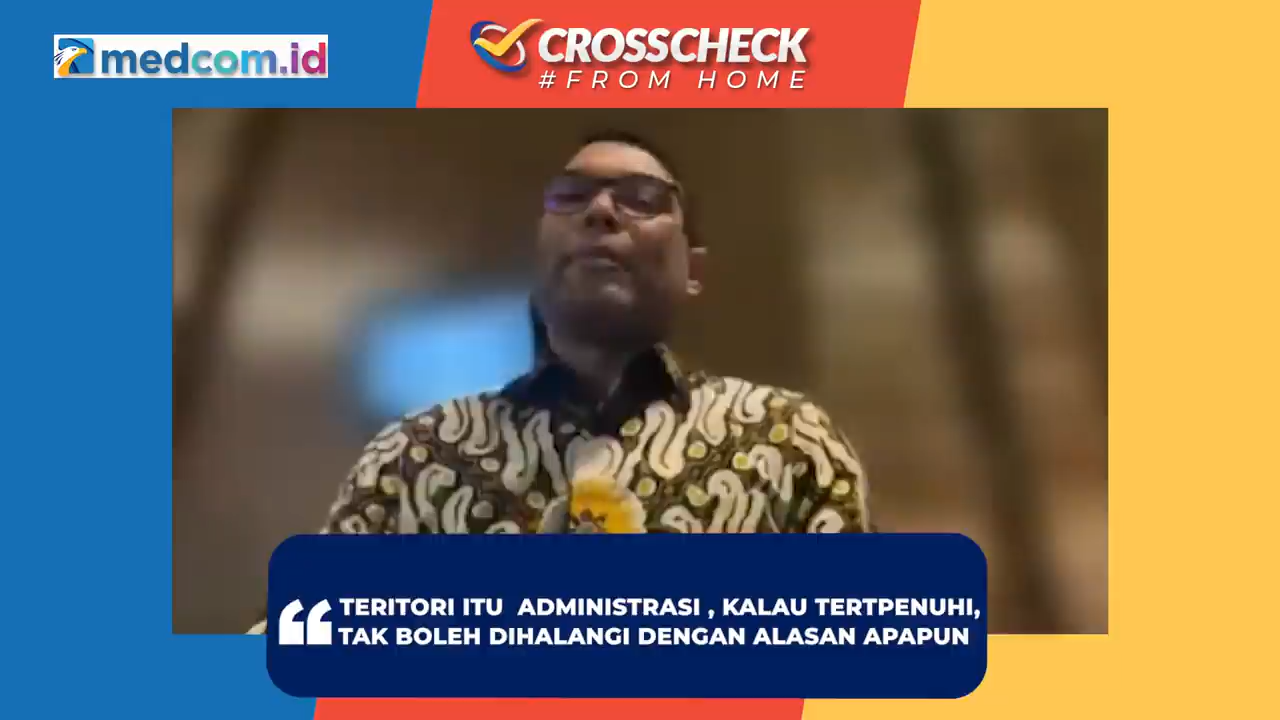 medcom.id
CROSSCHECK
#FROM HOME
TERITORI ITU ADMINISTRASI , KALAU TERTPENUHI,
TAK BOLEH DIHALANGI DENGAN ALASAN APAPUN